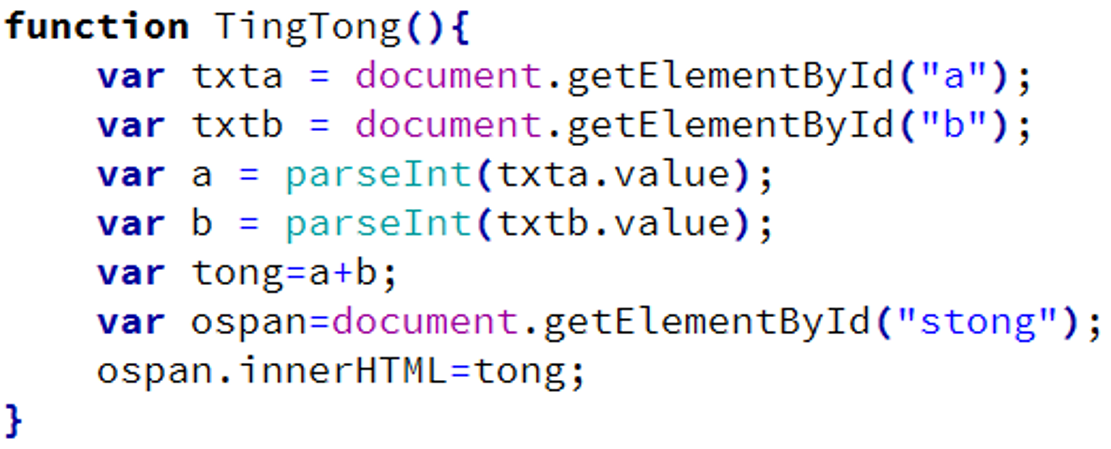 function TingTong(){
    var txta = document.getElementById("a");
    var txtb = document.getElementById("b");
    var a = parseInt(txta.value);
    var b = parseInt(txtb.value);
    var tong=a+b;
    var ospan=document.getElementById("stong");
    ospan.innerHTML=tong;
}